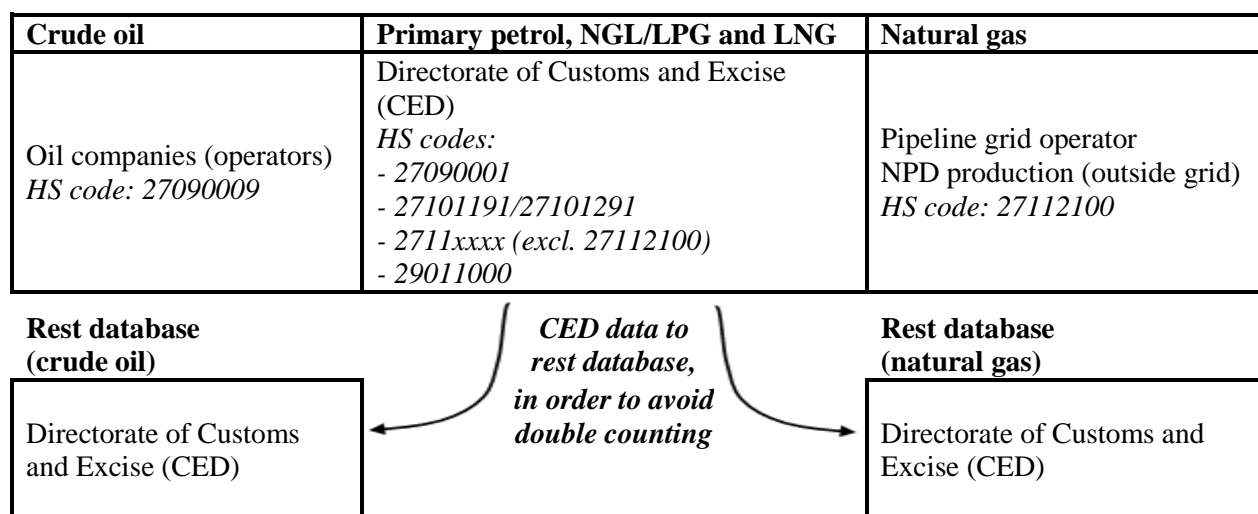 Crude oil
Primary petrol, NGL/LPG and LNG
Natural gas
Oil companies (operators)
HS code: 27090009
Directorate of Customs and Excise
(CED)
HS codes:
- 27090001
- 27101191/27101291
- 2711xxxx (excl. 27112100)
- 29011000
Pipeline grid operator
NPD production (outside grid)
HS code: 27112100
Rest database
(crude oil)
CED data to
rest database,
in order to avoid
double counting
Rest database
(natural gas)
Directorate of Customs
and Excise (CED)
Directorate of Customs and
Excise (CED)